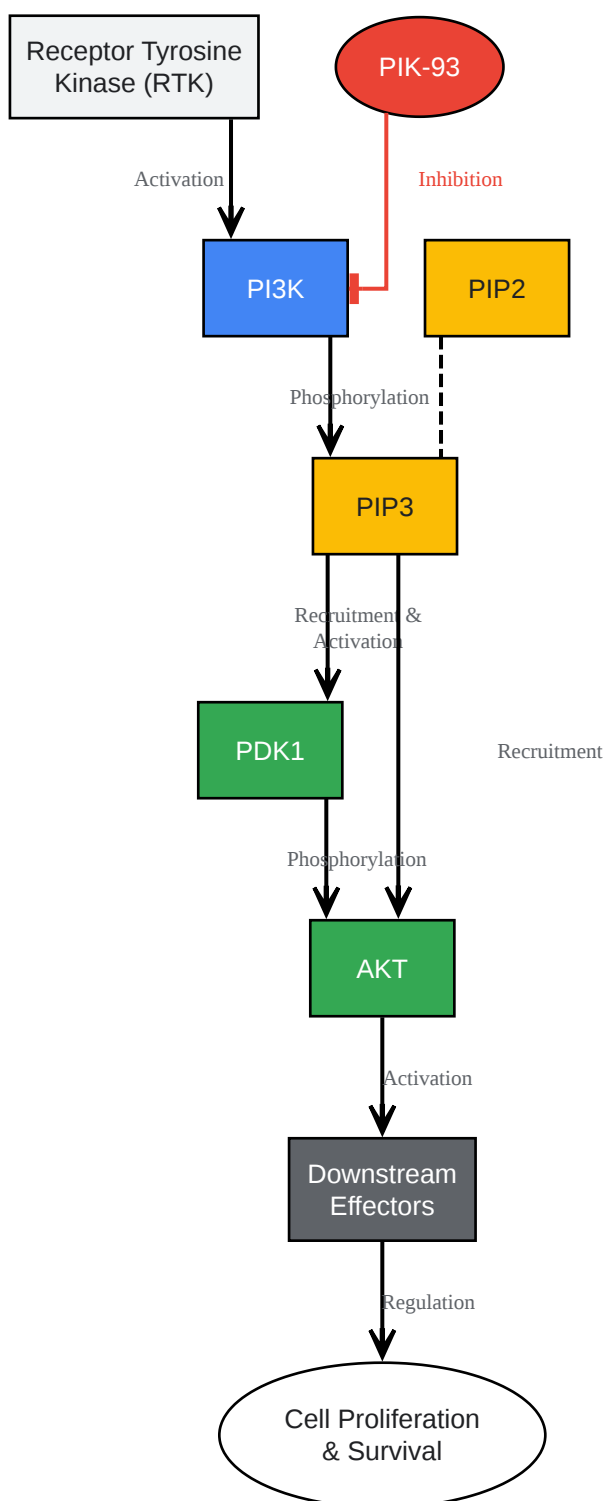 Receptor Tyrosine
Kinase (RTK)
PIK-93
Activation
Inhibition
PI3K
PIP2
Phosphorylation
PIP3
Recruitment &
Activation
PDK1
Recruitment
Phosphorylation
AKT
Activation
Downstream
Effectors
Regulation
Cell Proliferation
& Survival